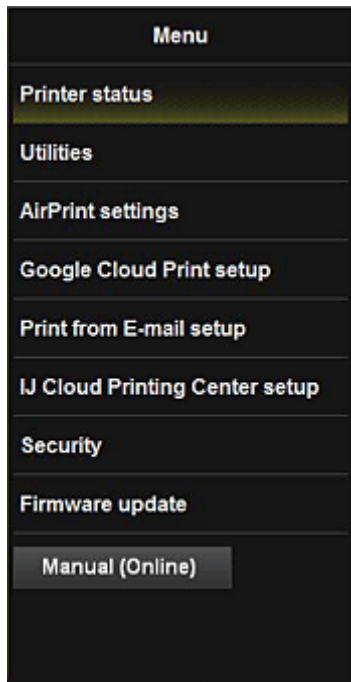 Menu
Printer status
Utilities
AirPrint settings
Google Cloud Print setup
Print from E-mail setup
IJ Cloud Printing Center setup
Security
Firmware update
Manual (Online)